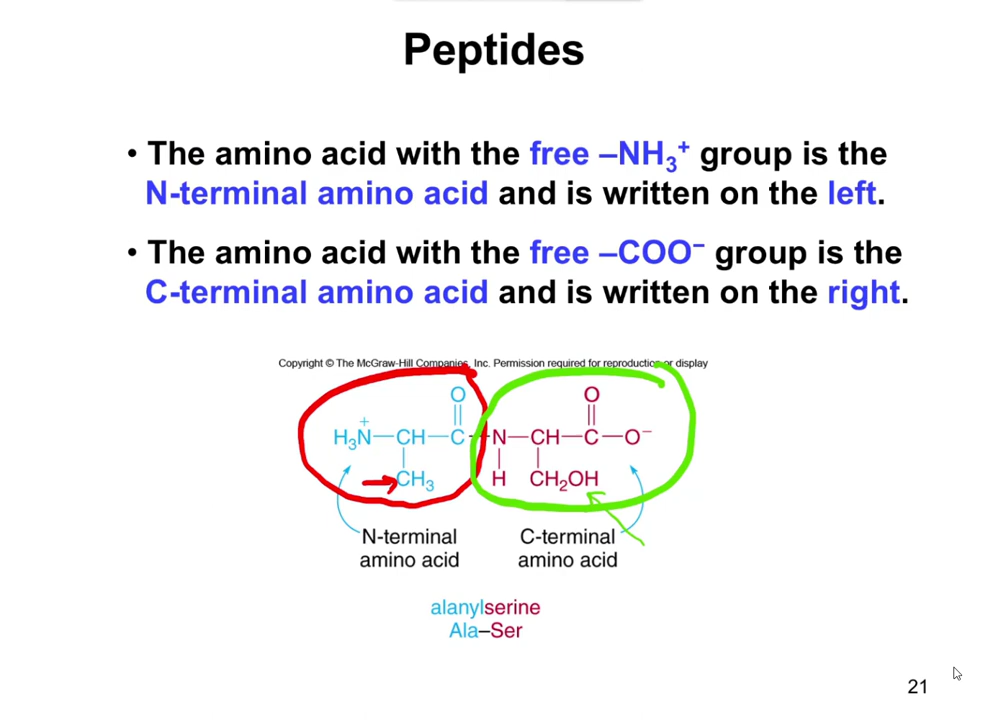 Peptides
• The amino acid with the free –NH₃⁺ group is the
N-terminal amino acid and is written on the left.
• The amino acid with the free –COO⁻ group is the
C-terminal amino acid and is written on the right.
Copyright © The McGraw-Hill Companies, Inc. Permission required for reproduction or display
O O
+
H₃N—CH—C—N—CH—C—O⁻
CH₃ H CH₂OH
N-terminal C-terminal
amino acid amino acid
alanylserine
Ala–Ser
21